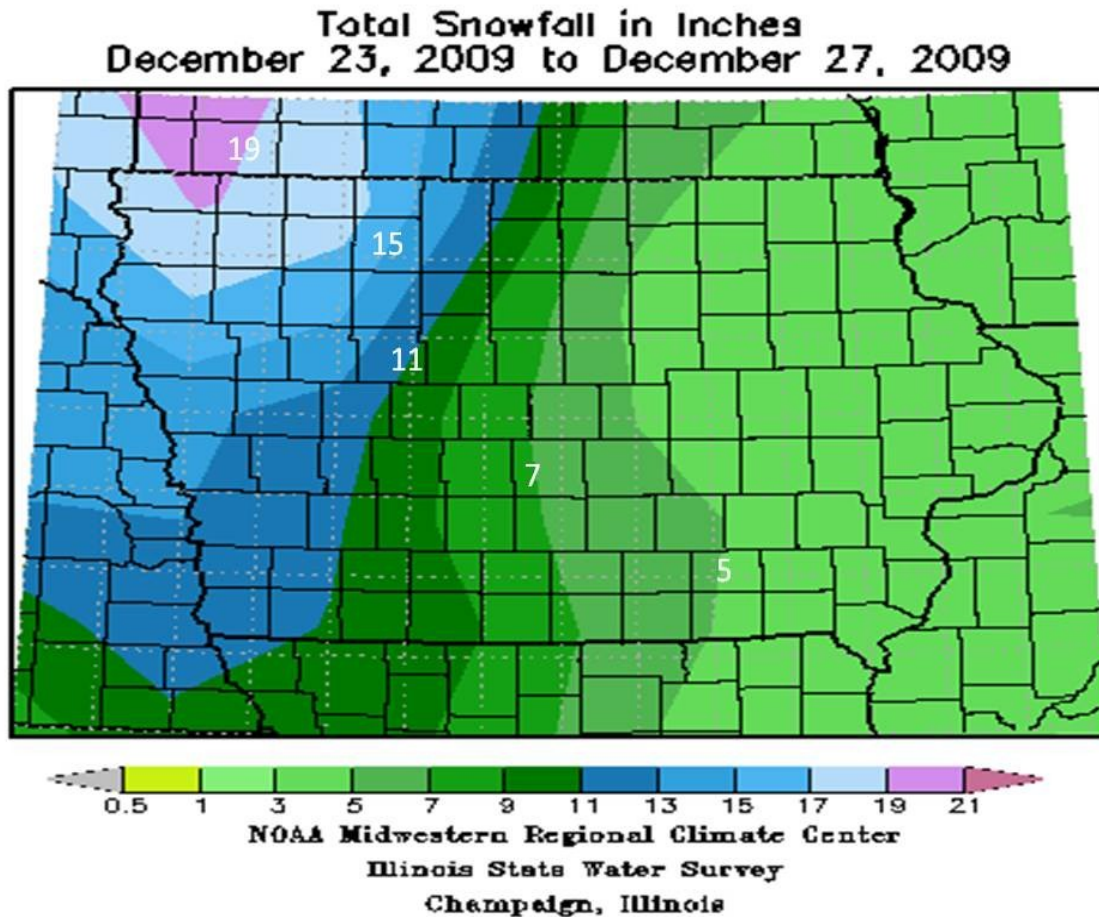 Total Snowfall in Inches
December 23, 2009 to December 27, 2009
19
15
11
7
5
0.5 1 3 5 7 9 11 13 15 17 19 21
NOAA Midwestern Regional Climate Center
Illinois State Water Survey
Champaign, Illinois